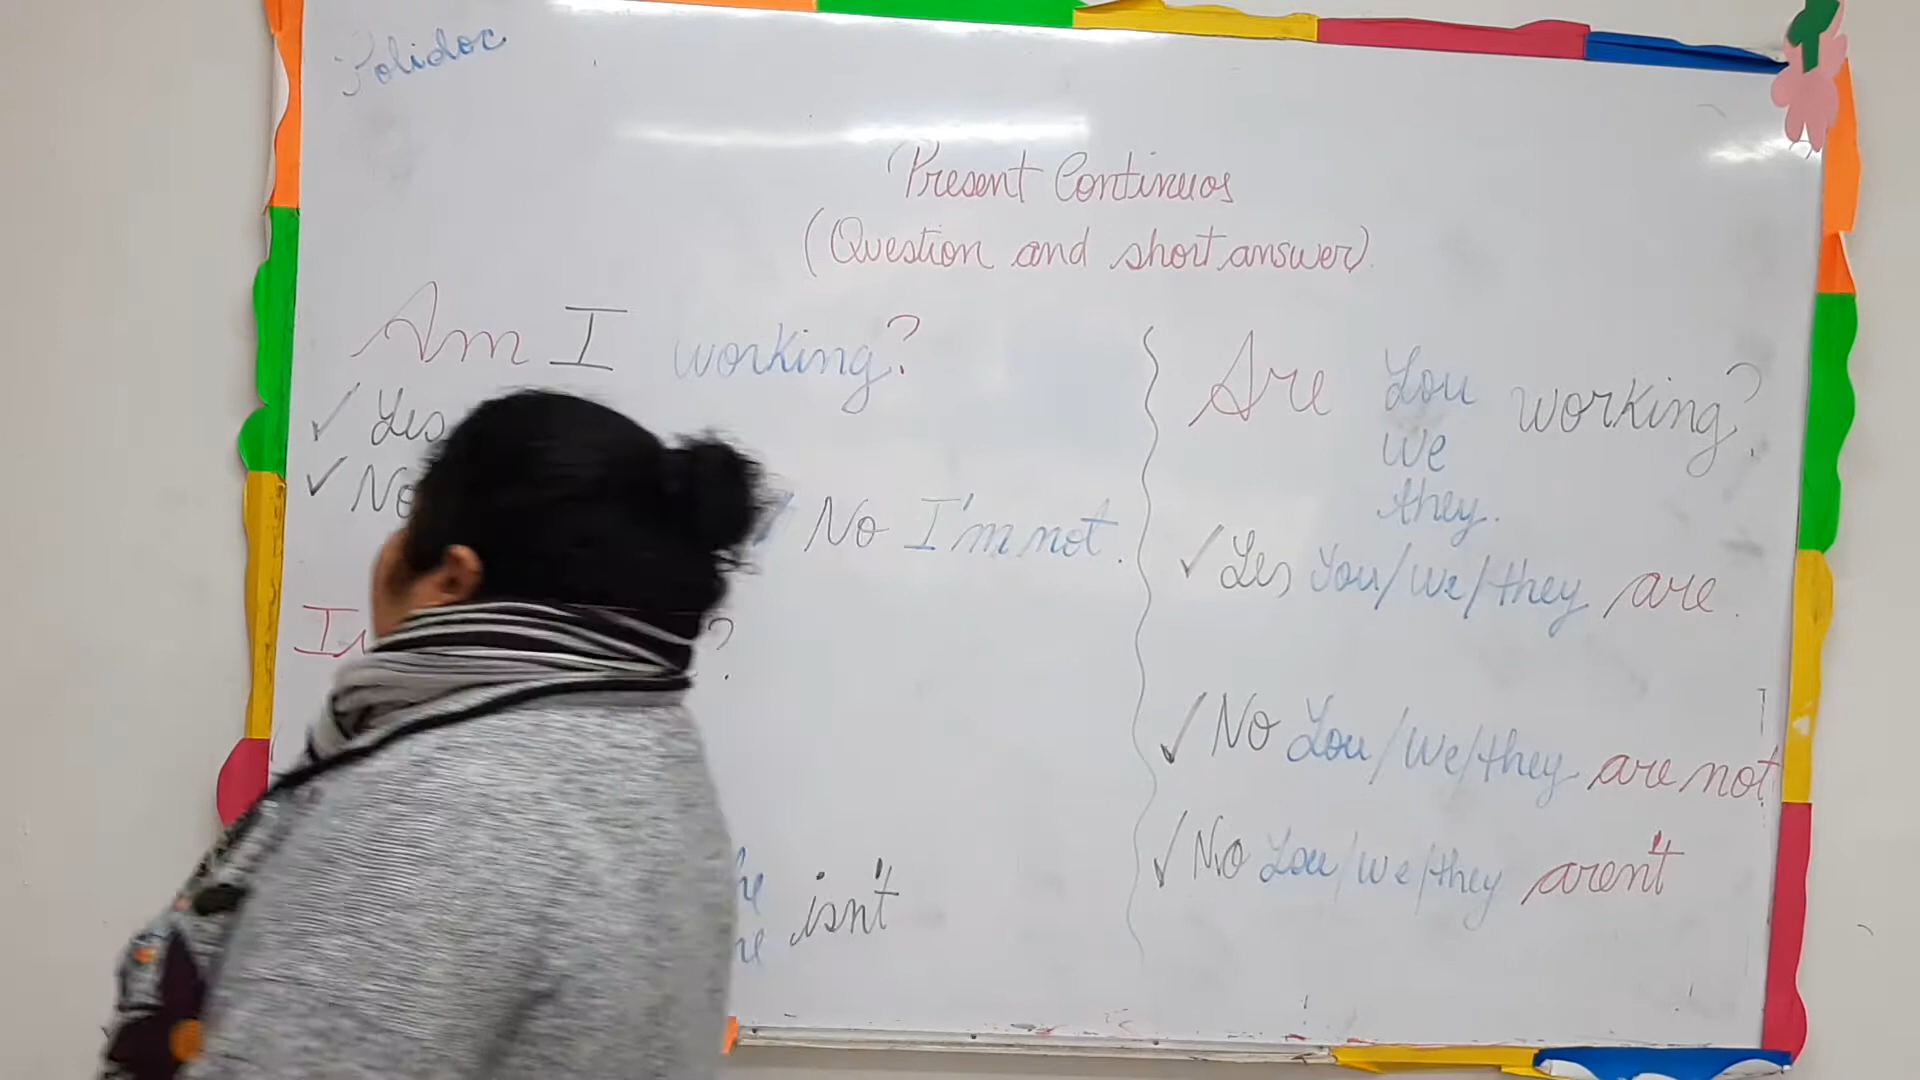 Polidoc
Present Continuos
(Question and short answer).
Am I working?
✓ Yes
✓ No
No I'm not.
?
isn't
Are You working?
we
they.
✓ Yes You/we/they are.
✓ No You/We/they are not
✓ No You/we/they aren't